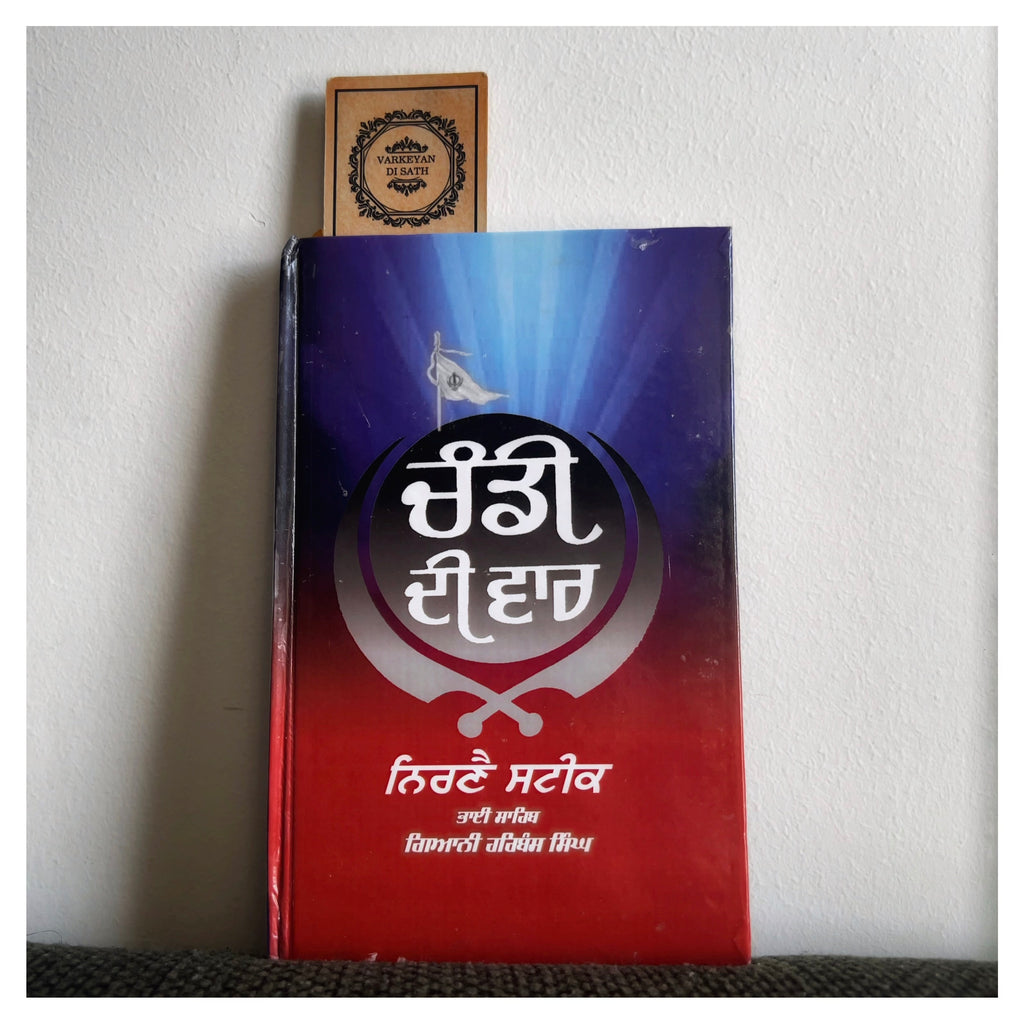 VARKEYAN
DI SATH
ਚੰਡੀ
ਦੀ ਵਾਰ
ਨਿਰਣੈ ਸਟੀਕ
ਭਾਈ ਸਾਹਿਬ
ਗਿਆਨੀ ਹਰਿਬੰਸ ਸਿੰਘ